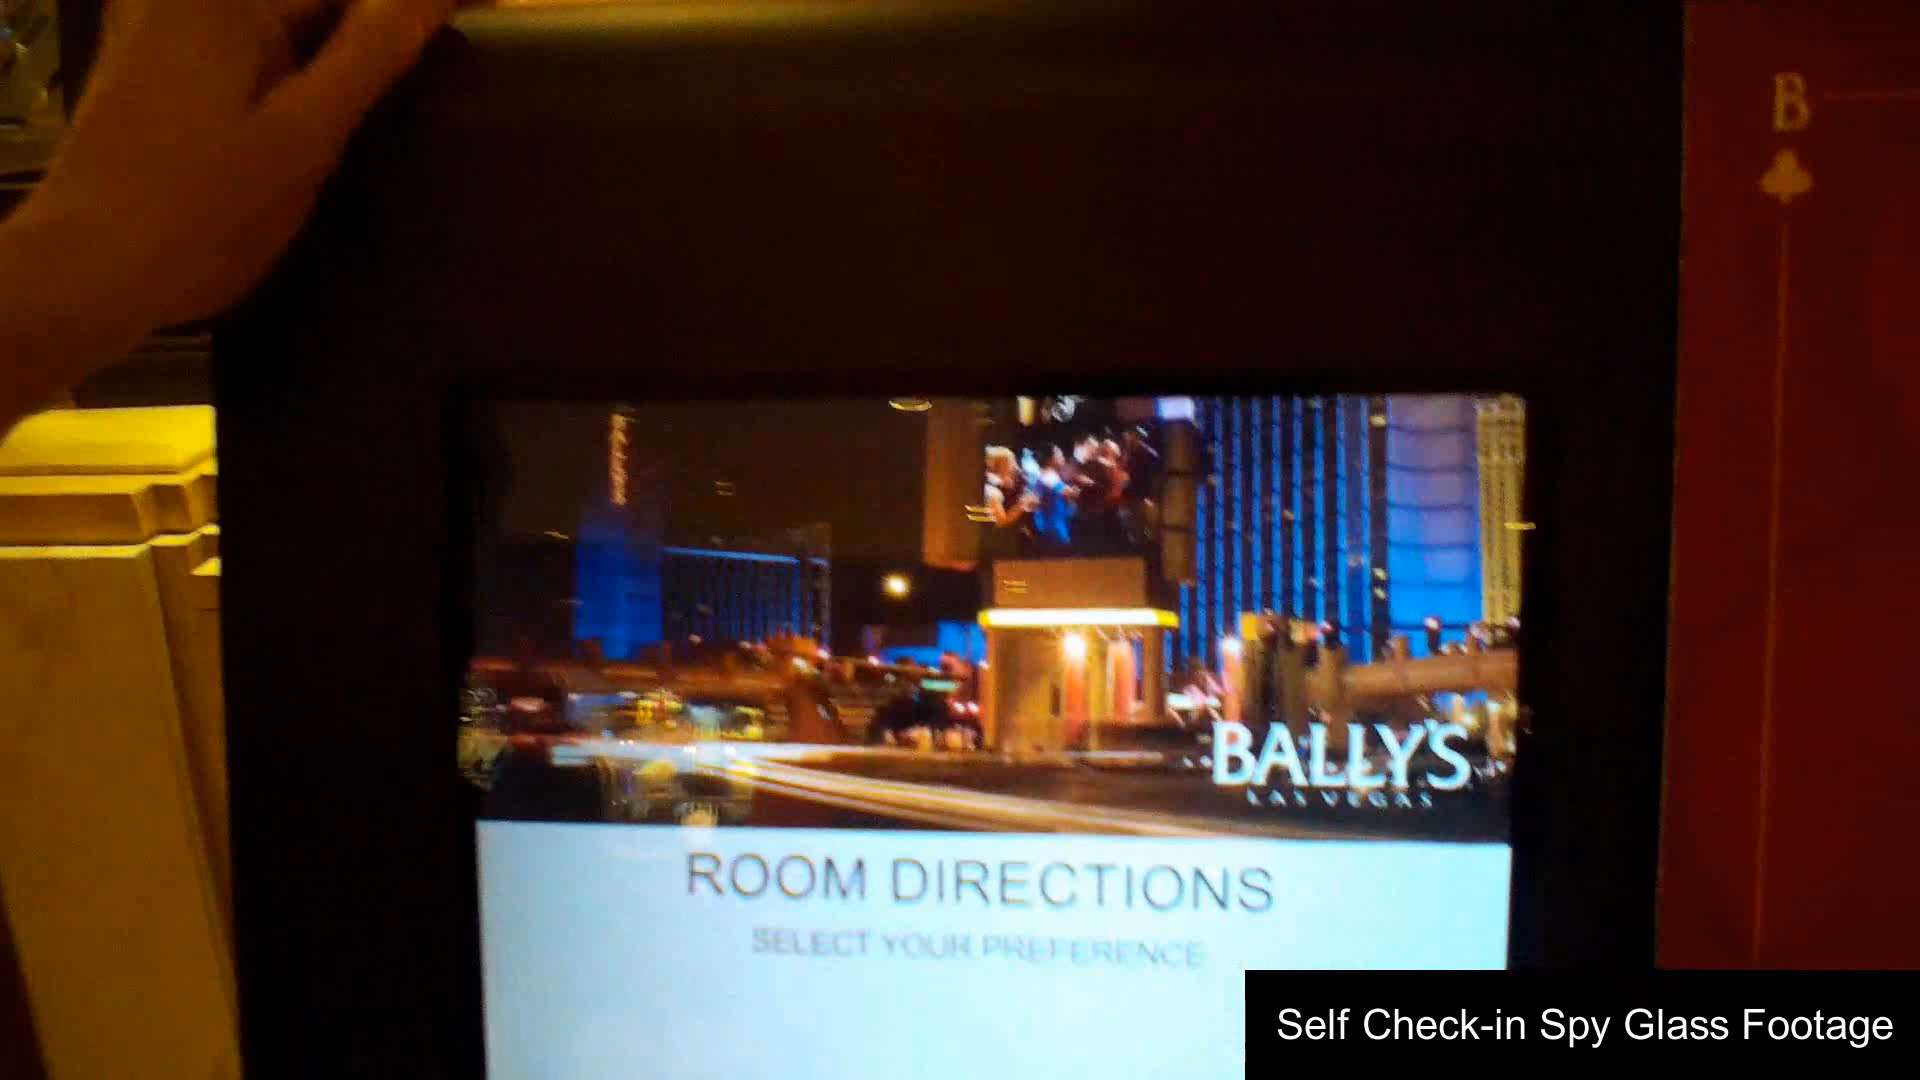 B
BALLY'S
LAS VEGAS
ROOM DIRECTIONS
SELECT YOUR PREFERENCE
Self Check-in Spy Glass Footage